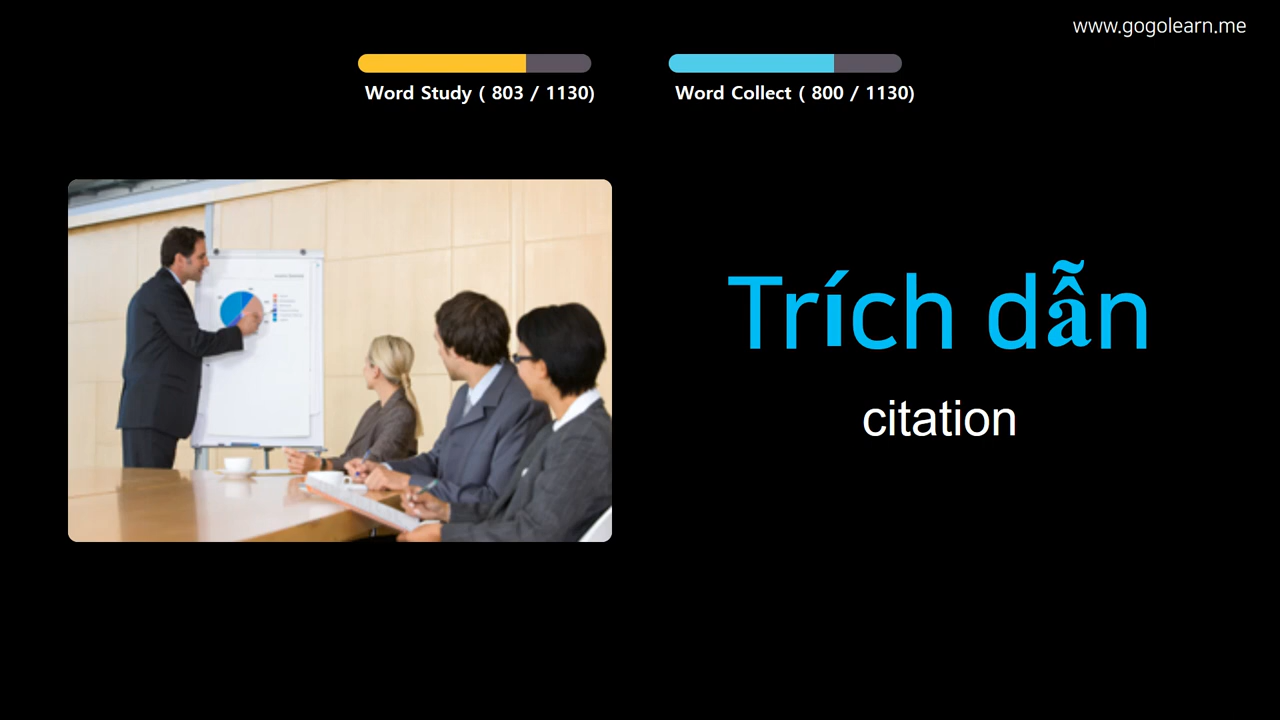 www.gogolearn.me
Word Study ( 803 / 1130)
Word Collect ( 800 / 1130)
Trích dẫn
citation